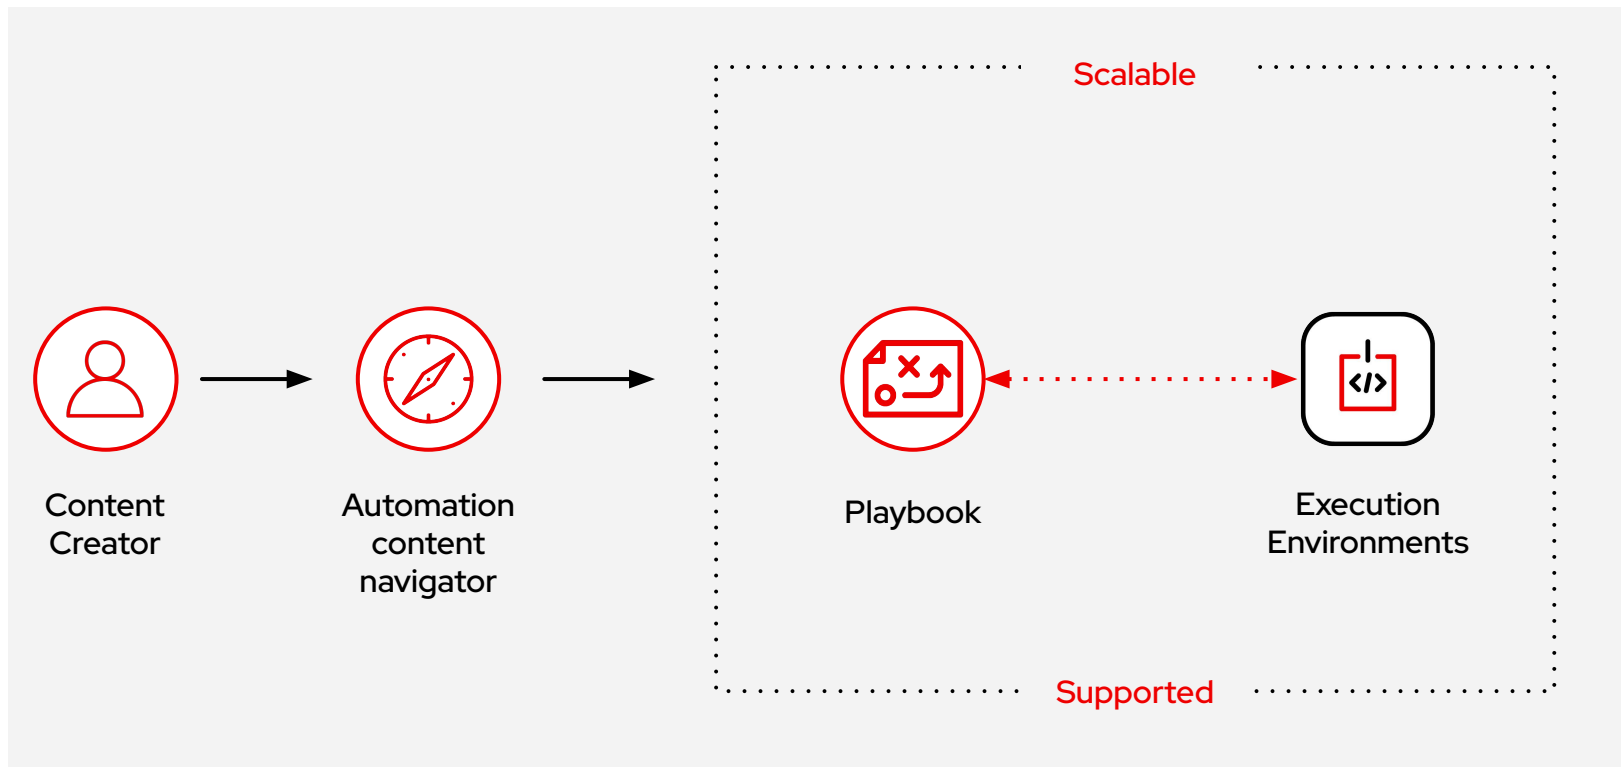 Scalable
Content
Creator
Automation
content
navigator
Playbook
Execution
Environments
Supported